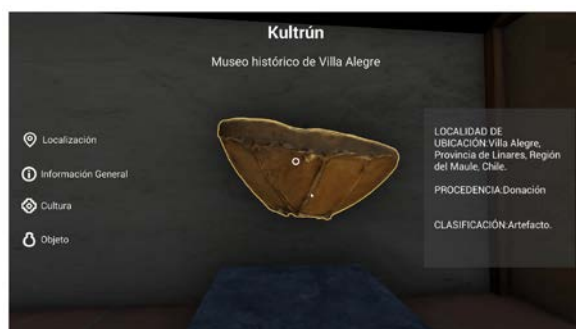 Kultrún
Museo histórico de Villa Alegre
Localización
Información General
Cultura
Objeto
LOCALIDAD DE
UBICACIÓN:Villa Alegre,
Provincia de Linares, Región
del Maule, Chile.
PROCEDENCIA:Donación
CLASIFICACIÓN:Artefacto.